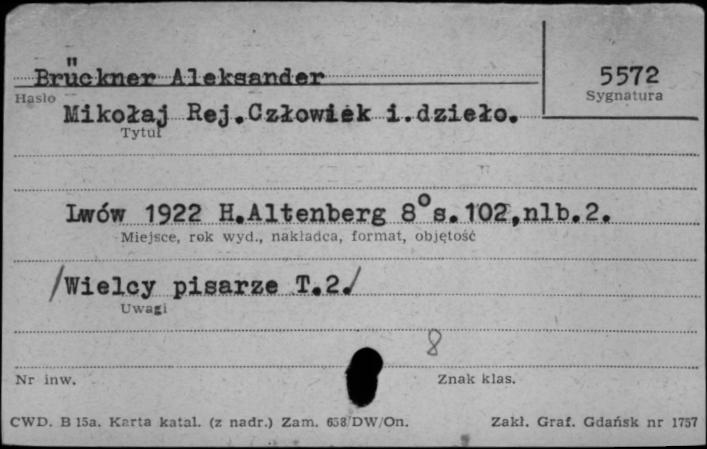 Brückner Aleksander
5572
Hasło
Sygnatura
Mikołaj Rej.Człowiek i.dzieło.
Tytuł
Lwów 1922 H.Altenberg 8°s.102,nlb.2.
Miejsce, rok wyd., nakładca, format, objętość
/Wielcy pisarze T.2./
Uwagi
8
Nr inw.
Znak klas.
CWD. B 15a. Karta katal. (z nadr.) Zam. 658/DW/On.
Zakł. Graf. Gdańsk nr 1757